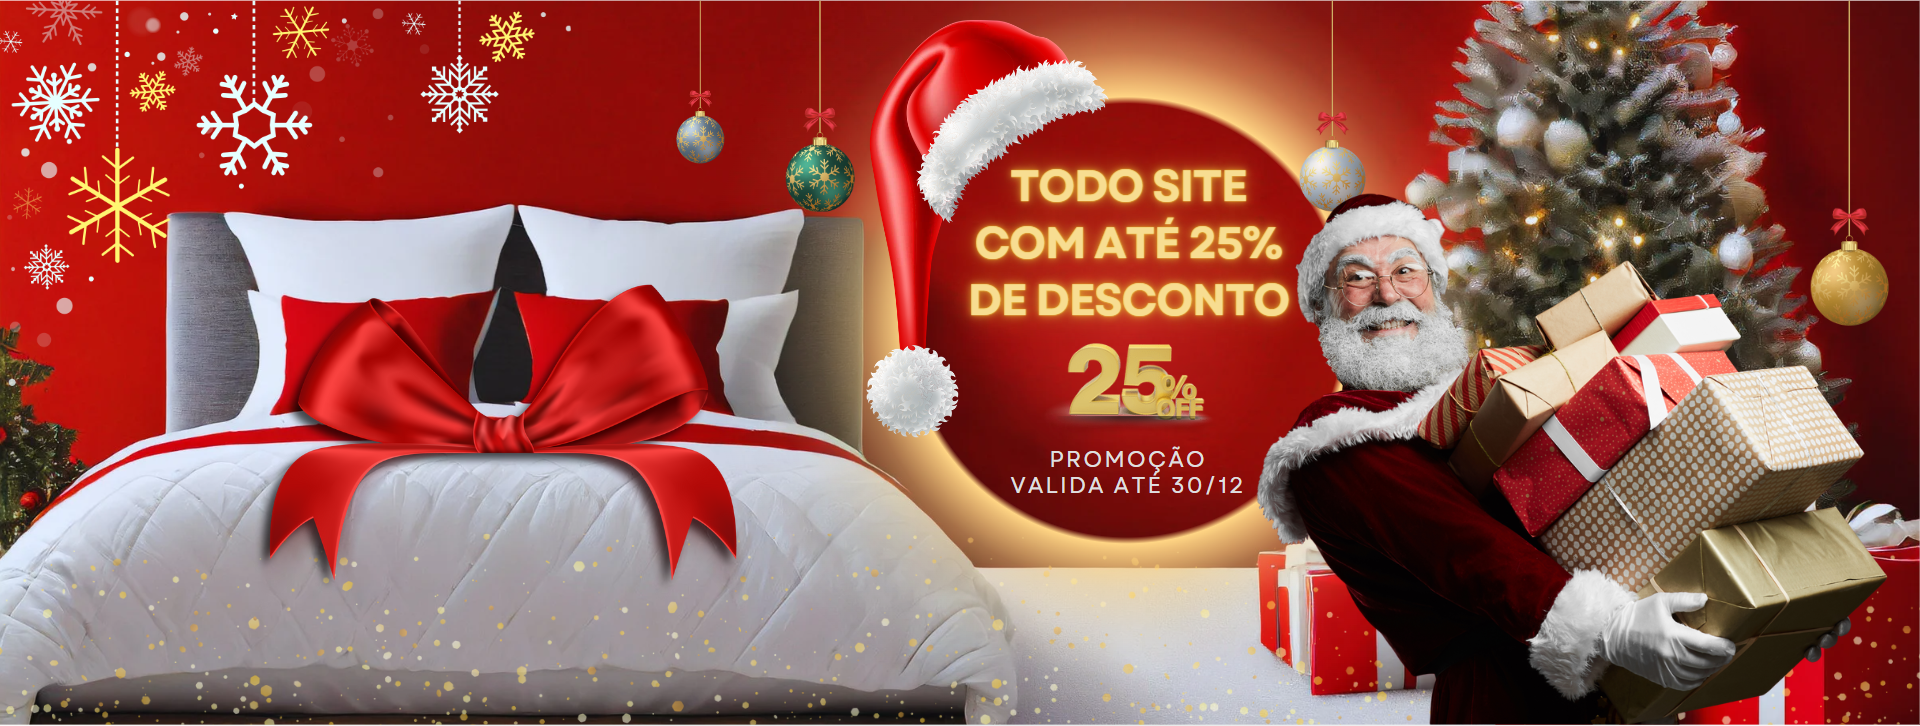 TODO SITE
COM ATÉ 25%
DE DESCONTO
25%
OFF
PROMOÇÃO
VALIDA ATÉ 30/12